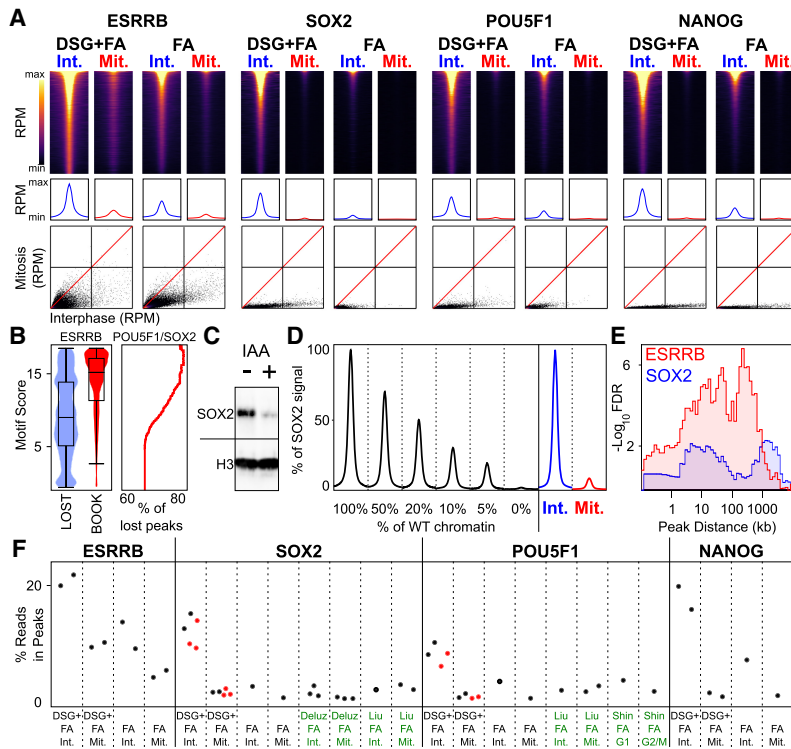 A
ESRRB SOX2 POU5F1 NANOG
DSG+FA FA DSG+FA FA DSG+FA FA DSG+FA FA
Int. Mit. Int. Mit. Int. Mit. Int. Mit. Int. Mit. Int. Mit. Int. Mit. Int. Mit.
max
RPM
min
max
RPM
min
Mitosis
(RPM)
Interphase (RPM)
B
ESRRB POU5F1/SOX2
Motif Score
15
5
LOST BOOK
60 80
% of
lost peaks
C
IAA
- +
SOX2
H3
D
% of SOX2 signal
100
50
0
100% 50% 20% 10% 5% 0% Int. Mit.
% of WT chromatin
E
ESRRB
SOX2
-Log10 FDR
6
2
1 10 100 1000
Peak Distance (kb)
F
ESRRB SOX2 POU5F1 NANOG
% Reads
in Peaks
20
0
DSG+ DSG+ DSG+ DSG+ Deluz Deluz Liu Liu DSG+ DSG+ Liu Liu Shin Shin DSG+ DSG+
FA FA FA FA FA FA FA FA FA FA FA FA FA FA FA FA FA FA FA FA FA FA FA FA
Int. Mit. Int. Mit. Int. Mit. Int. Mit. Int. Mit. Int. Mit. Int. Mit. Int. Mit. Int. Mit. G1 G2/M Int. Mit. Int. Mit.